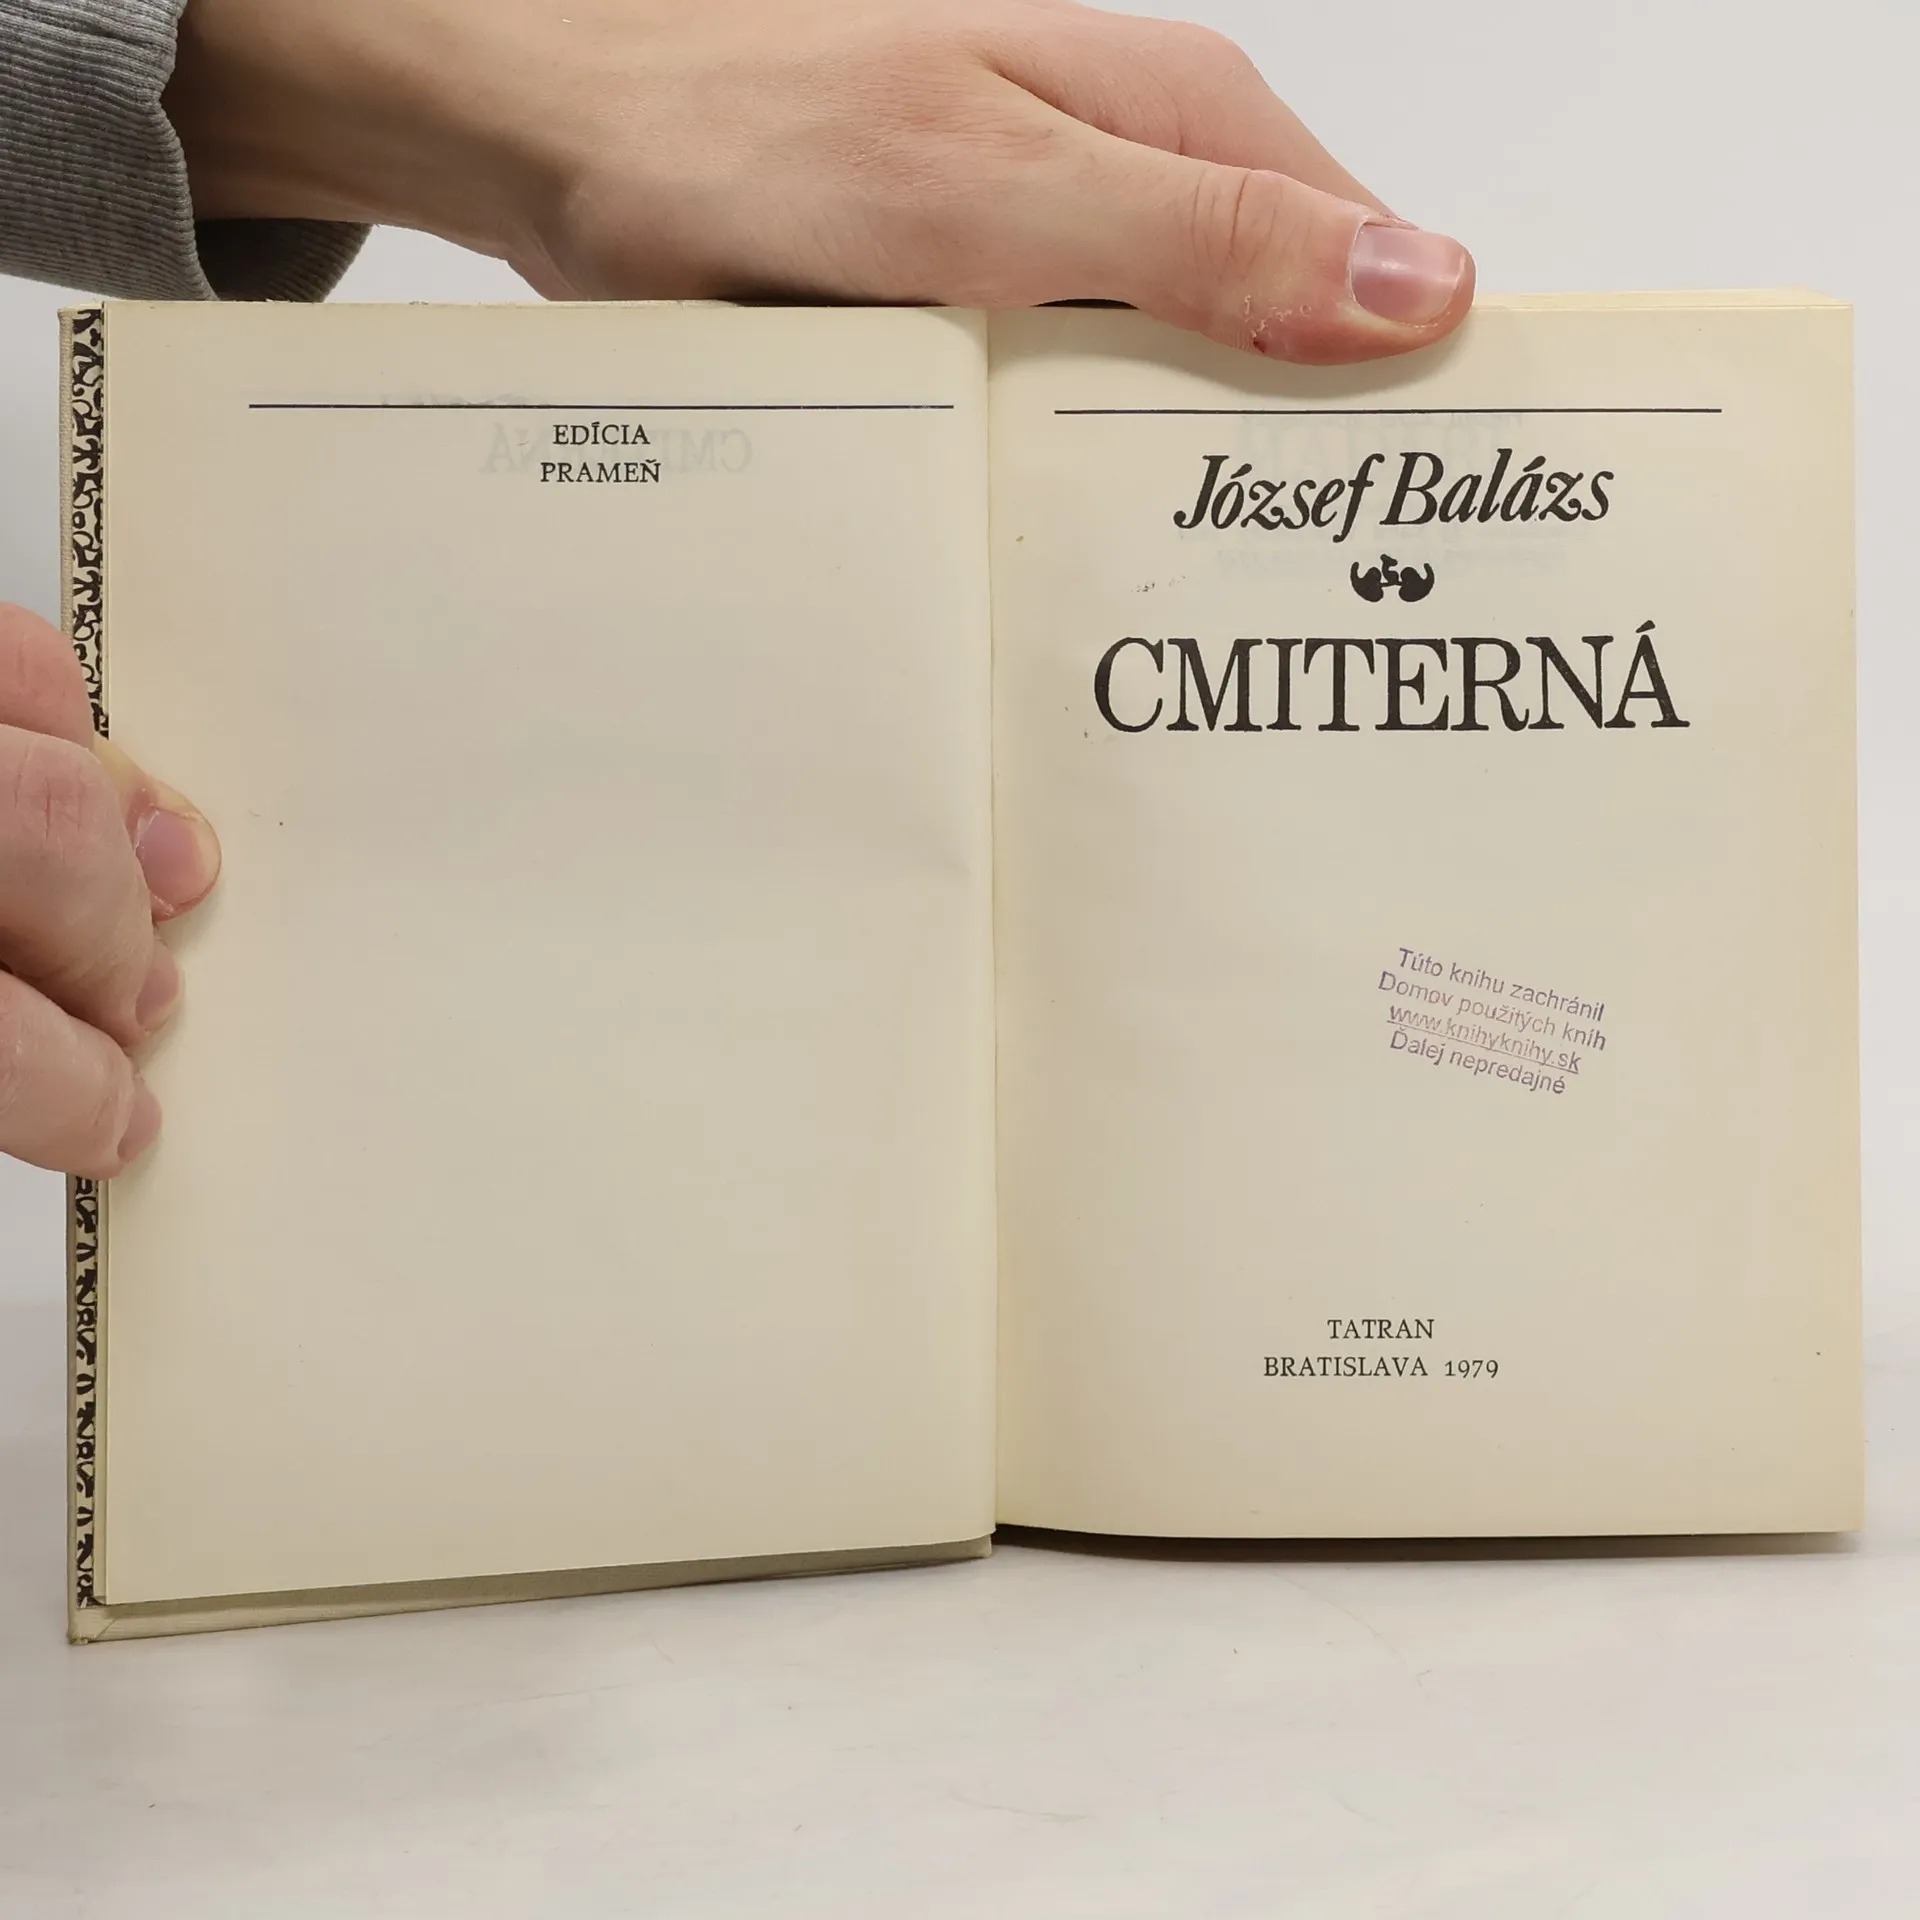 EDÍCIA
PRAMEŇ
József Balázs
CMITERNÁ
Túto knihu zachránil
Domov použitých kníh
www.knihyknihy.sk
Ďalej nepredajné
TATRAN
BRATISLAVA 1979